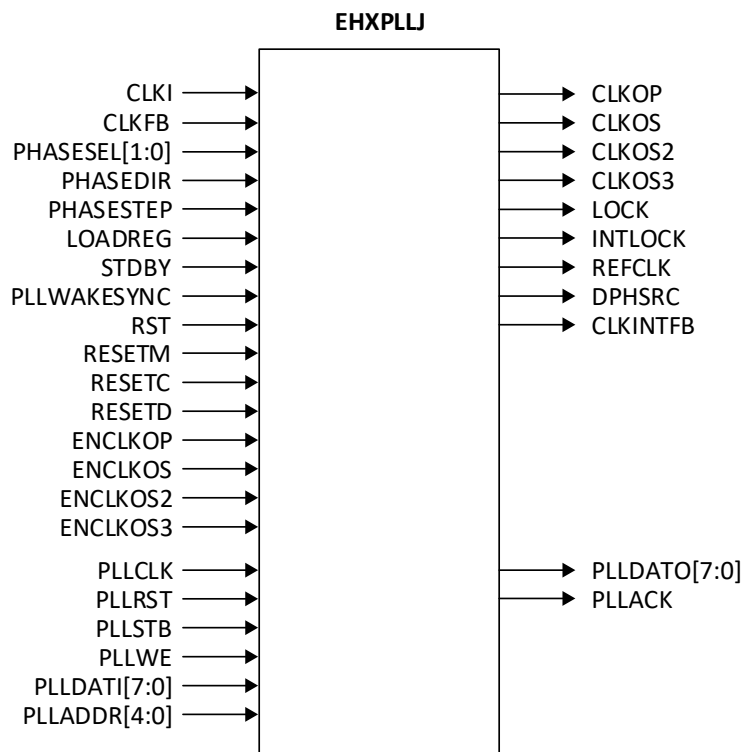 EHXPLLJ
CLKI
CLKFB
PHASESEL[1:0]
PHASEDIR
PHASESTEP
LOADREG
STDBY
PLLWAKESYNC
RST
RESETM
RESETC
RESETD
ENCLKOP
ENCLKOS
ENCLKOS2
ENCLKOS3
PLLCLK
PLLRST
PLLSTB
PLLWE
PLLDATI[7:0]
PLLADDR[4:0]
CLKOP
CLKOS
CLKOS2
CLKOS3
LOCK
INTLOCK
REFCLK
DPHSRC
CLKINTFB
PLLDATO[7:0]
PLLACK